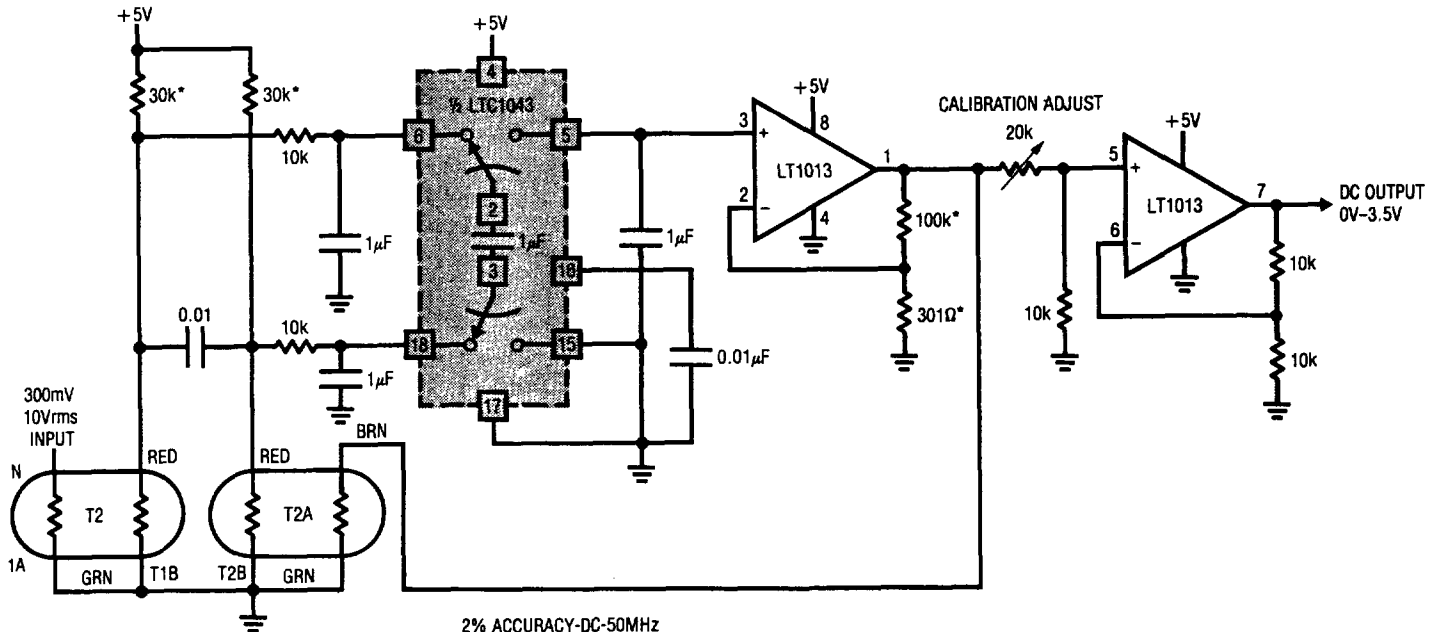 +5V
30k*
30k*
10k
1µF
0.01
10k
1µF
300mV
10Vrms
INPUT
N
RED
T2
1A
GRN
T1B
RED
T2A
T2B
GRN
BRN
+5V
4
½ LTC1043
6
5
2
1µF
3
16
18
15
17
1µF
0.01µF
+5V
3
8
+
LT1013
1
2
−
4
100k*
301Ω*
CALIBRATION ADJUST
20k
10k
+5V
5
+
LT1013
7
6
−
DC OUTPUT
0V–3.5V
10k
10k
2% ACCURACY-DC-50MHz